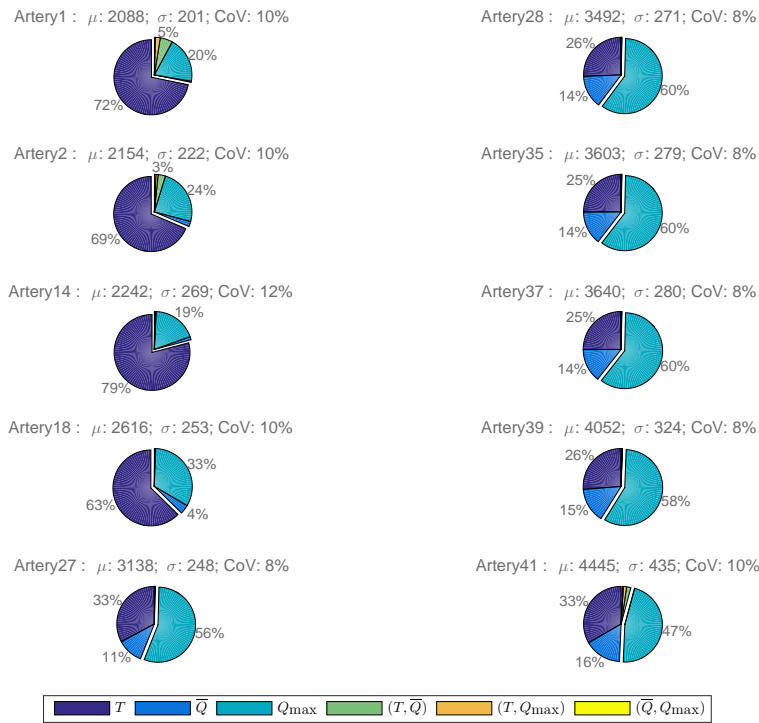 Artery1 : μ: 2088; σ: 201; CoV: 10%
5%
20%
72%
Artery2 : μ: 2154; σ: 222; CoV: 10%
3%
24%
69%
Artery14 : μ: 2242; σ: 269; CoV: 12%
19%
79%
Artery18 : μ: 2616; σ: 253; CoV: 10%
33%
63%
4%
Artery27 : μ: 3138; σ: 248; CoV: 8%
33%
56%
11%
Artery28 : μ: 3492; σ: 271; CoV: 8%
26%
60%
14%
Artery35 : μ: 3603; σ: 279; CoV: 8%
25%
60%
14%
Artery37 : μ: 3640; σ: 280; CoV: 8%
25%
60%
14%
Artery39 : μ: 4052; σ: 324; CoV: 8%
26%
58%
15%
Artery41 : μ: 4445; σ: 435; CoV: 10%
33%
47%
16%
T Q̅ Qmax (T, Q̅) (T, Qmax) (Q̅, Qmax)